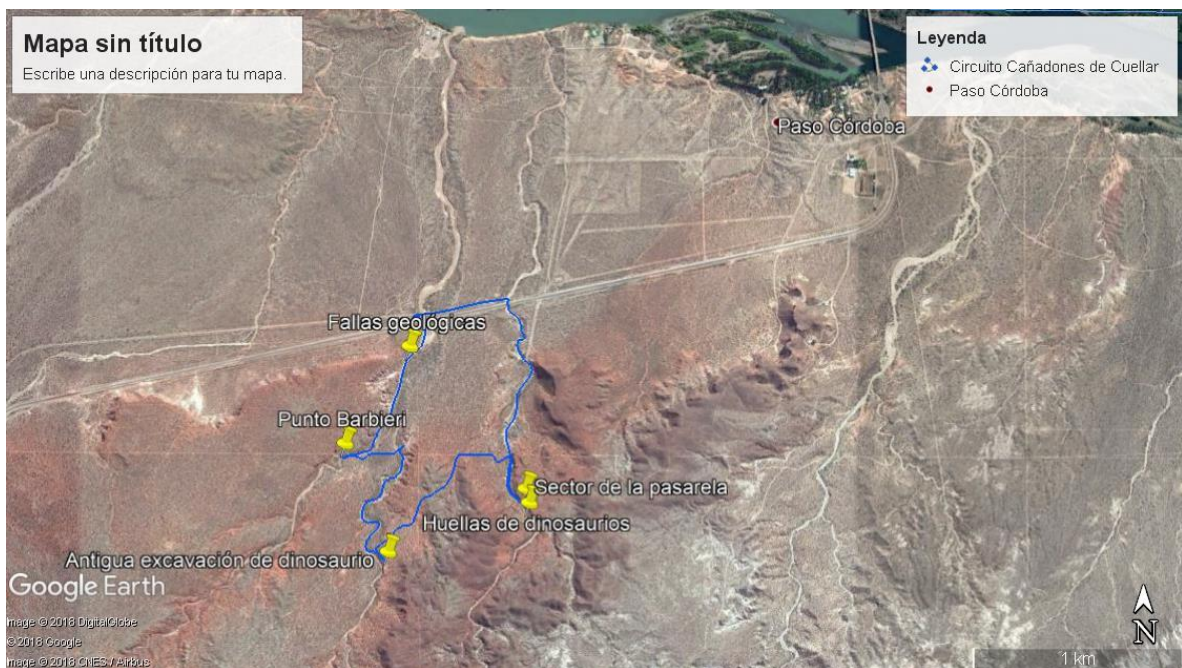 Mapa sin título
Escribe una descripción para tu mapa.
Leyenda
Circuito Cañadones de Cuellar
Paso Córdoba
Paso Córdoba
Fallas geológicas
Punto Barbieri
Sector de la pasarela
Huellas de dinosaurios
Antigua excavación de dinosaurio
Google Earth
Image © 2018 DigitalGlobe
© 2018 Google
Image © 2018 CNES / Airbus
N
1 km